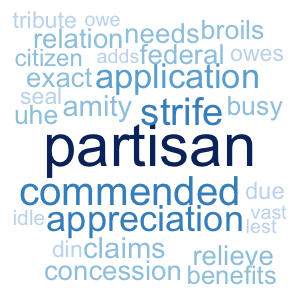 tribute owe
relation needs broils
citizen adds federal owes
exact application
seal amity strife busy
uhe
partisan
commended due
idle appreciation vast
lest
din claims relieve
concession benefits